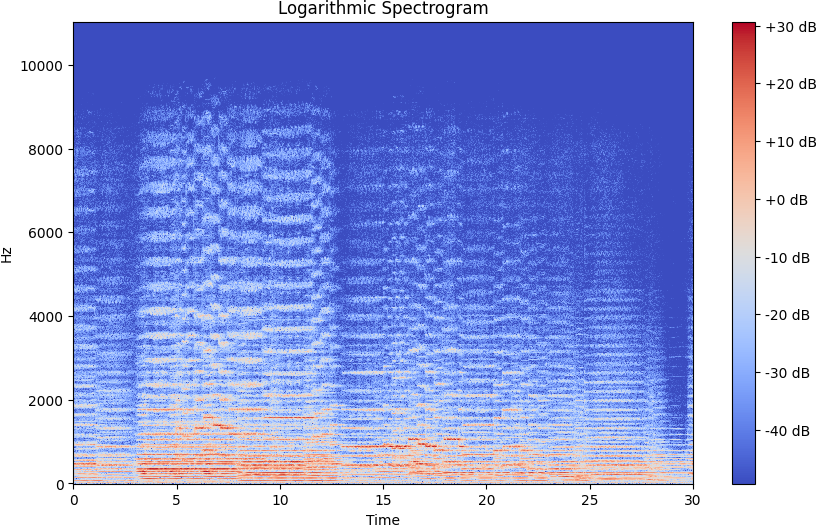 Logarithmic Spectrogram
Hz
10000
8000
6000
4000
2000
0
0 5 10 15 20 25 30
Time
+30 dB
+20 dB
+10 dB
+0 dB
-10 dB
-20 dB
-30 dB
-40 dB